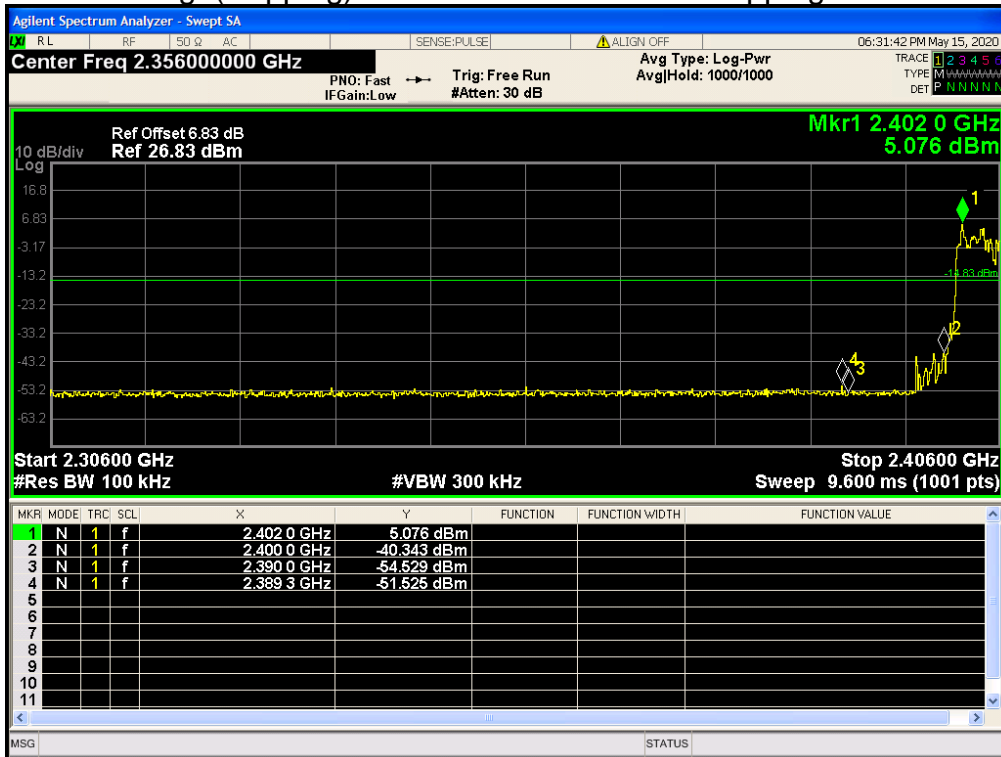 Agilent Spectrum Analyzer - Swept SA
LXI RL RF 50 Ω AC SENSE:PULSE ALIGN OFF 06:31:42 PM May 15, 2020
Center Freq 2.356000000 GHz
PNO: Fast
IFGain:Low
Trig: Free Run
#Atten: 30 dB
Avg Type: Log-Pwr
Avg|Hold: 1000/1000
TRACE 1 2 3 4 5 6
TYPE M
DET P N N N N N
Ref Offset 6.83 dB
10 dB/div Ref 26.83 dBm
Log
Mkr1 2.402 0 GHz
5.076 dBm
16.8
6.83
-3.17
-13.2
-23.2
-33.2
-43.2
-53.2
-63.2
1
-14.83 dBm
2
4
3
Start 2.30600 GHz Stop 2.40600 GHz
#Res BW 100 kHz #VBW 300 kHz Sweep 9.600 ms (1001 pts)
MKR MODE TRC SCL X Y FUNCTION FUNCTION WIDTH FUNCTION VALUE
1 N 1 f 2.402 0 GHz 5.076 dBm
2 N 1 f 2.400 0 GHz -40.343 dBm
3 N 1 f 2.390 0 GHz -54.529 dBm
4 N 1 f 2.389 3 GHz -51.525 dBm
5
6
7
8
9
10
11
MSG STATUS